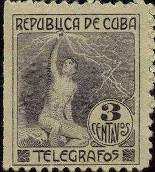 REPUBLICA DE CUBA
3
CENTAVOS
TELEGRAFOS